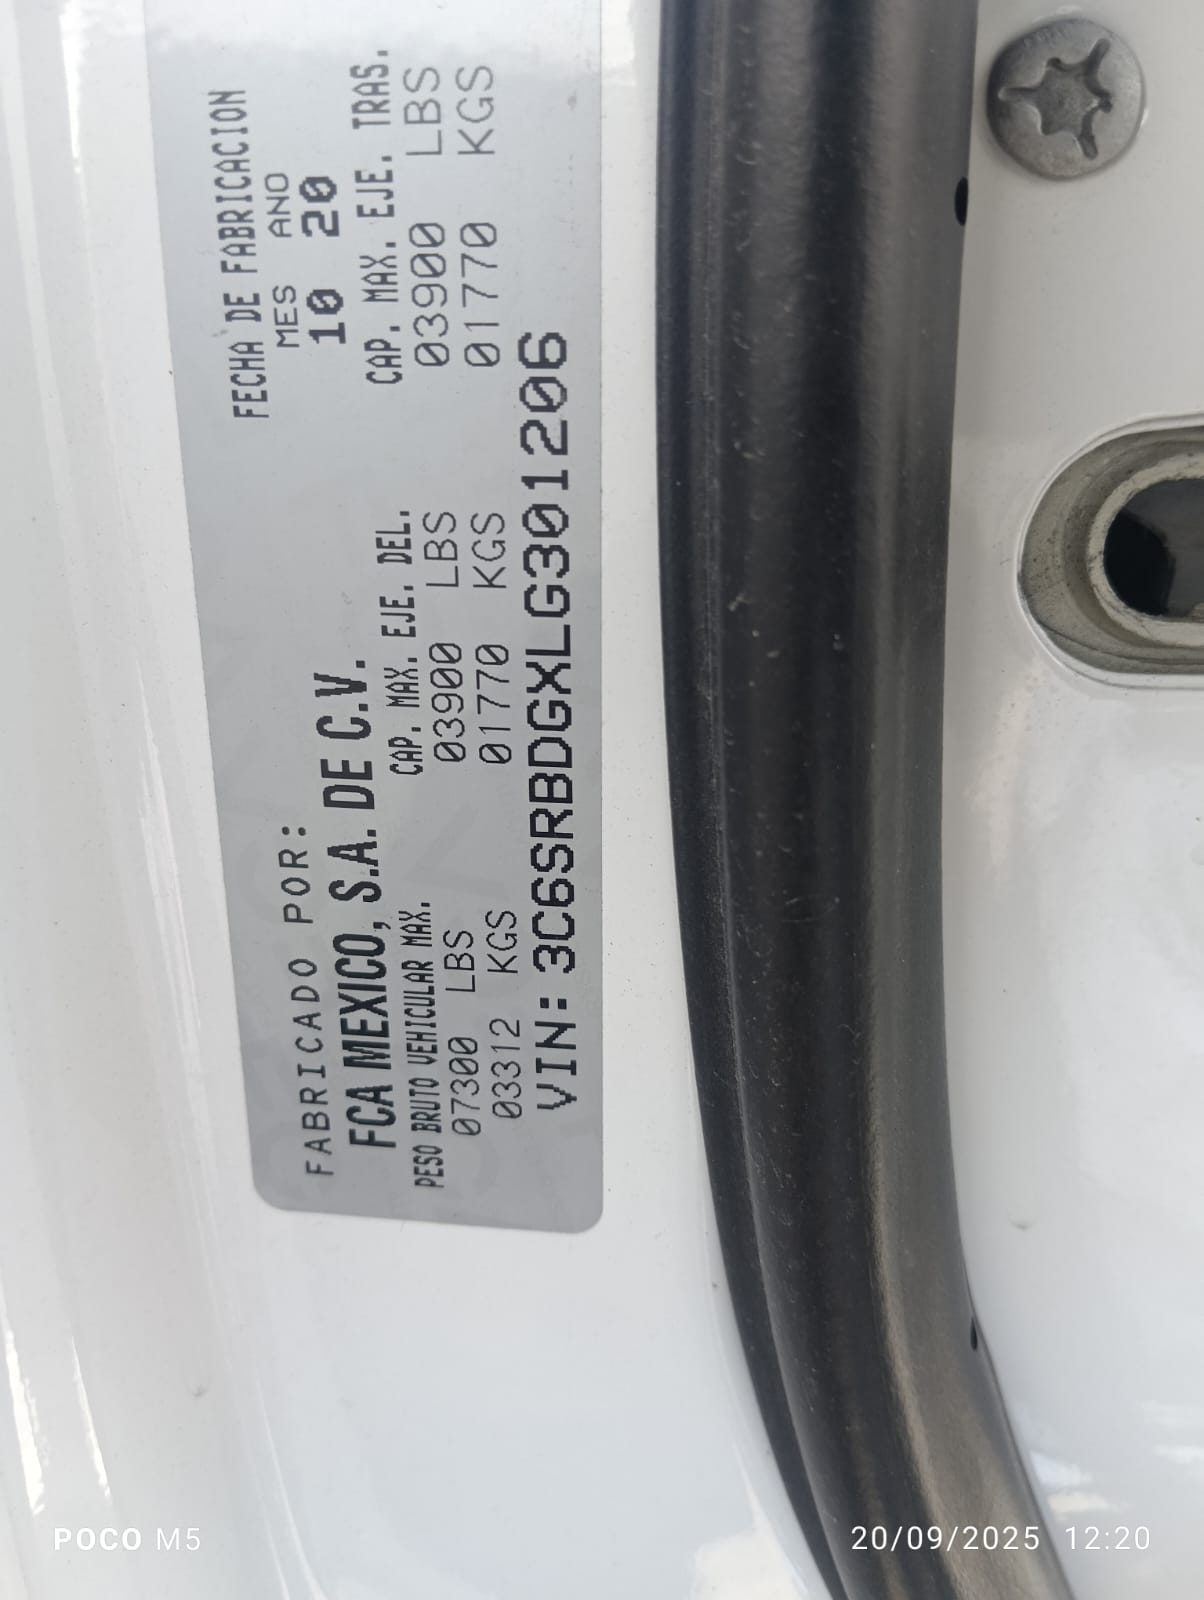 FABRICADO POR:
FECHA DE FABRICACION
MES ANO
10 20
FCA MEXICO, S.A. DE C.V.
PESO BRUTO VEHICULAR MAX.
07300 LBS
03312 KGS
CAP. MAX. EJE. DEL.
03900 LBS
01770 KGS
CAP. MAX. EJE. TRAS.
03900 LBS
01770 KGS
VIN: 3C6SRBDGXLG301206
POCO M5
20/09/2025 12:20